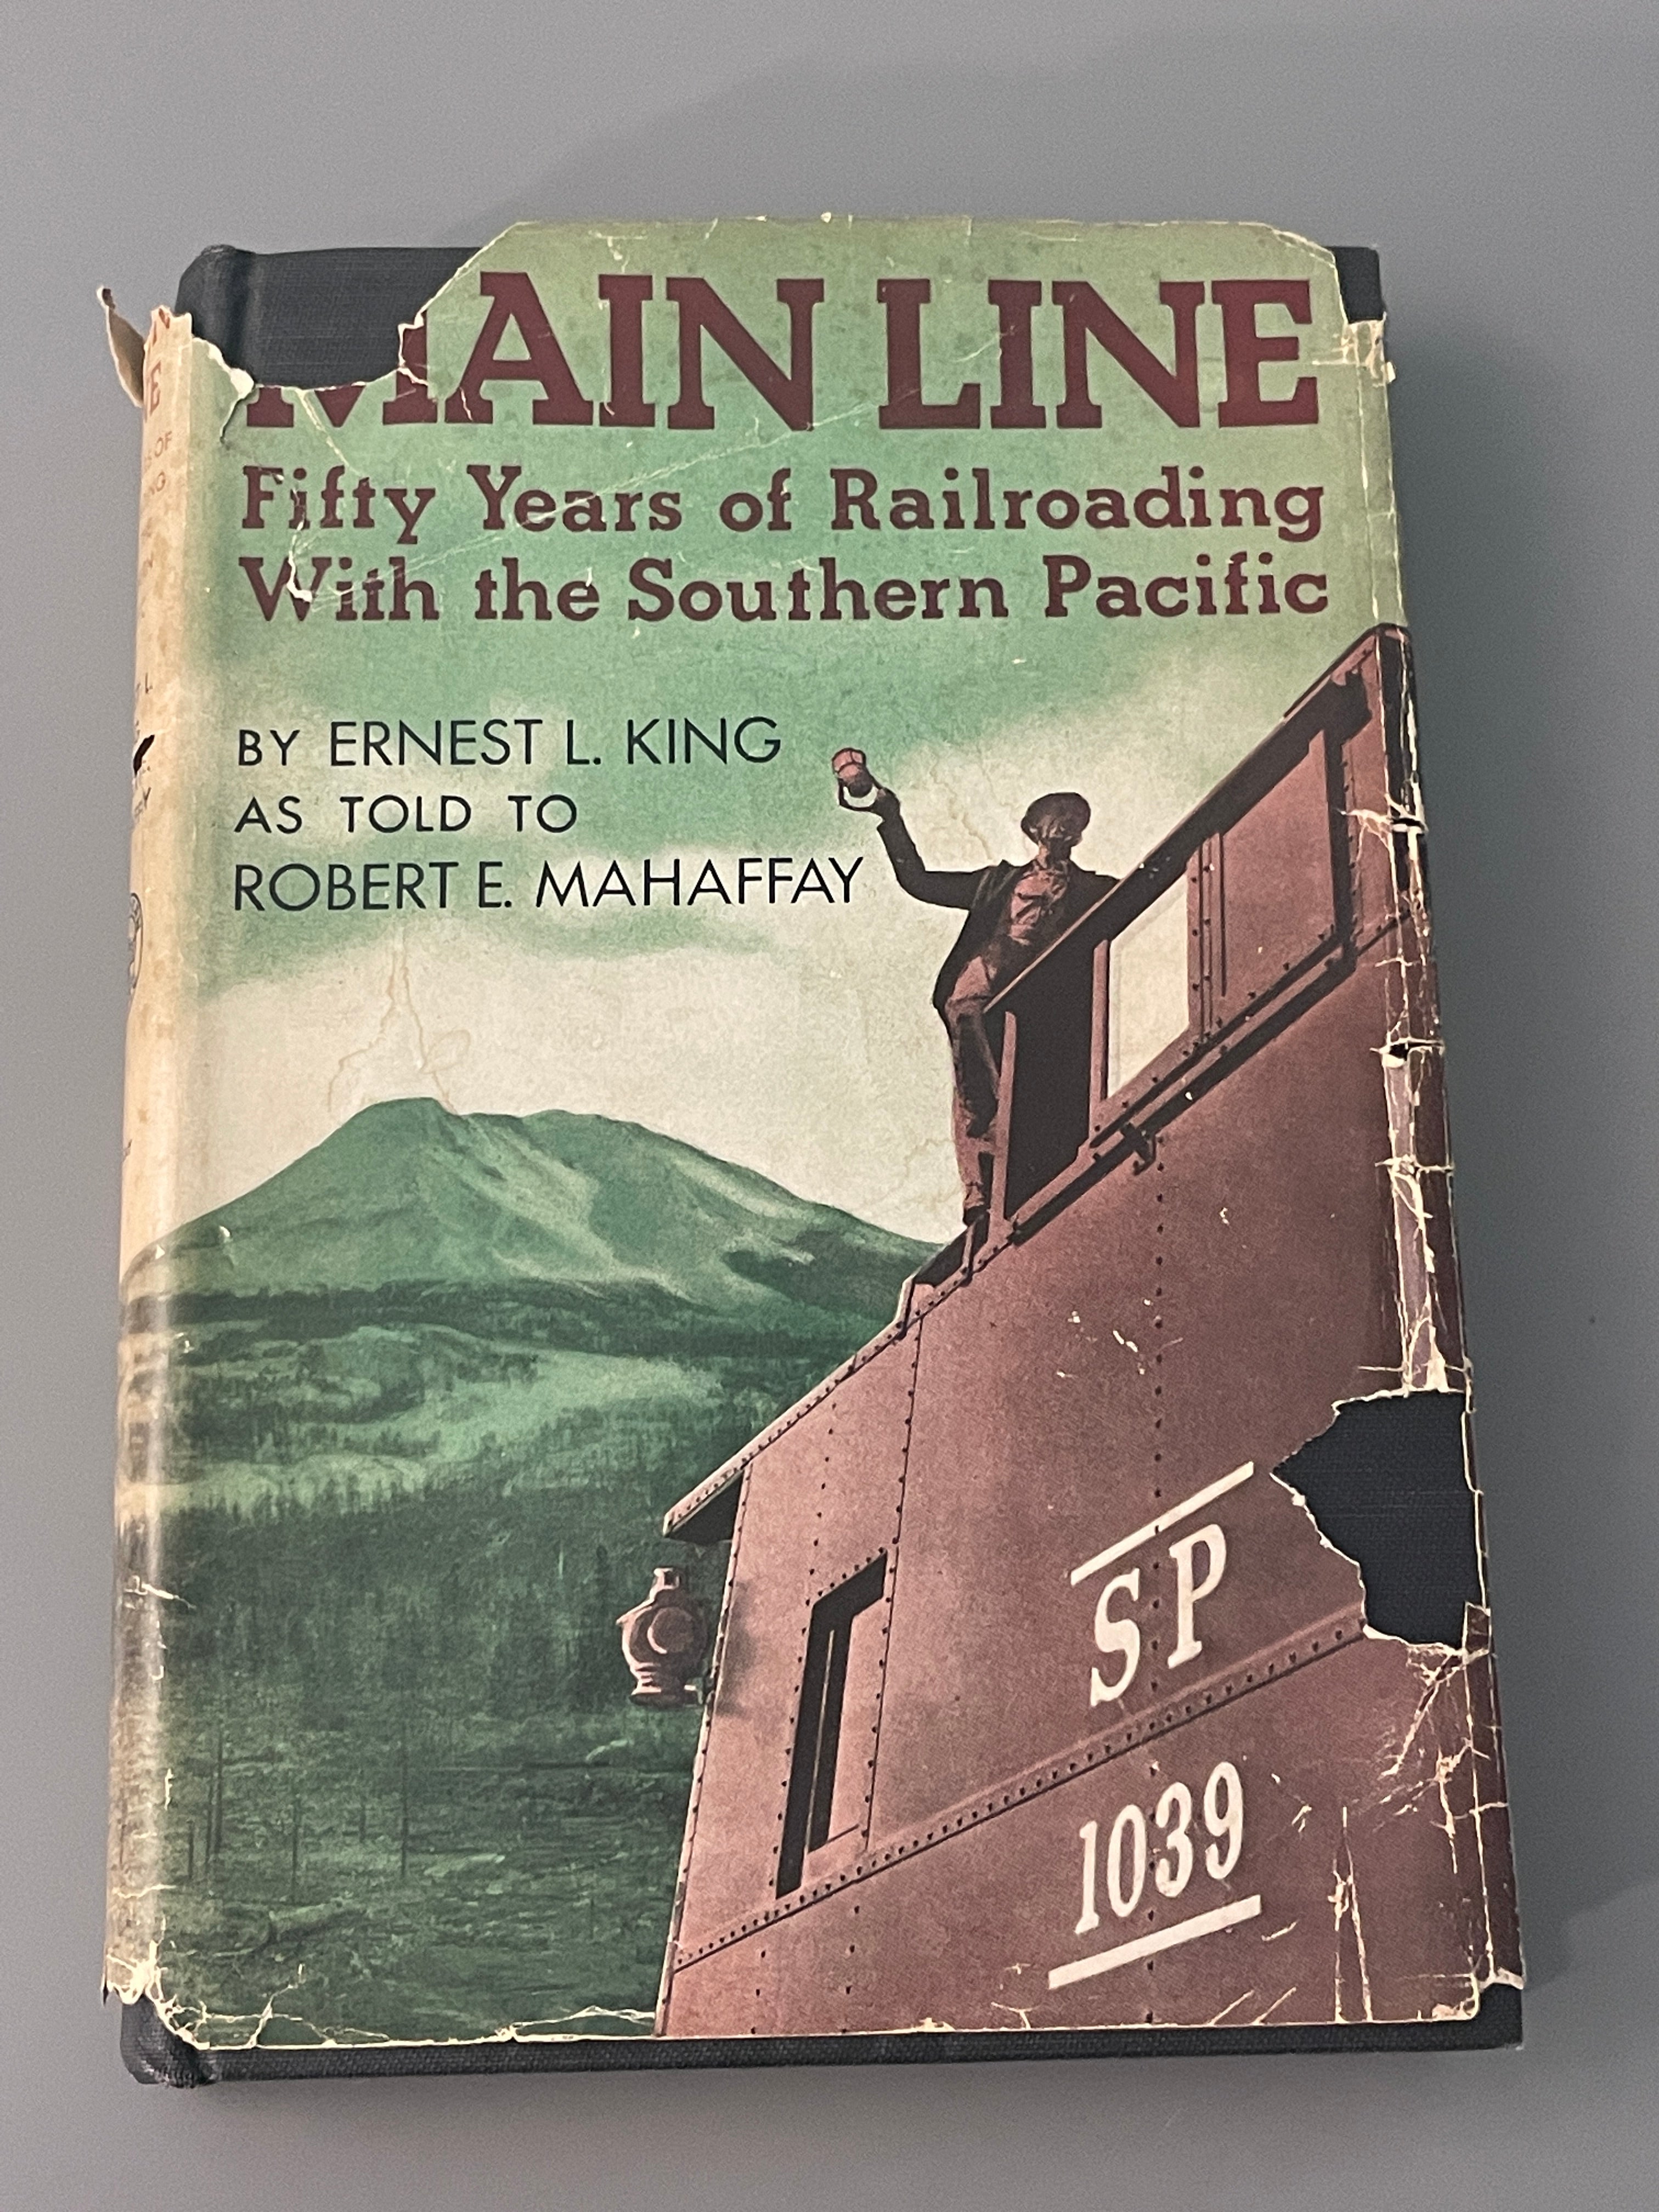 MAIN LINE
Fifty Years of Railroading
With the Southern Pacific
BY ERNEST L. KING
AS TOLD TO
ROBERT E. MAHAFFAY
SP
1039